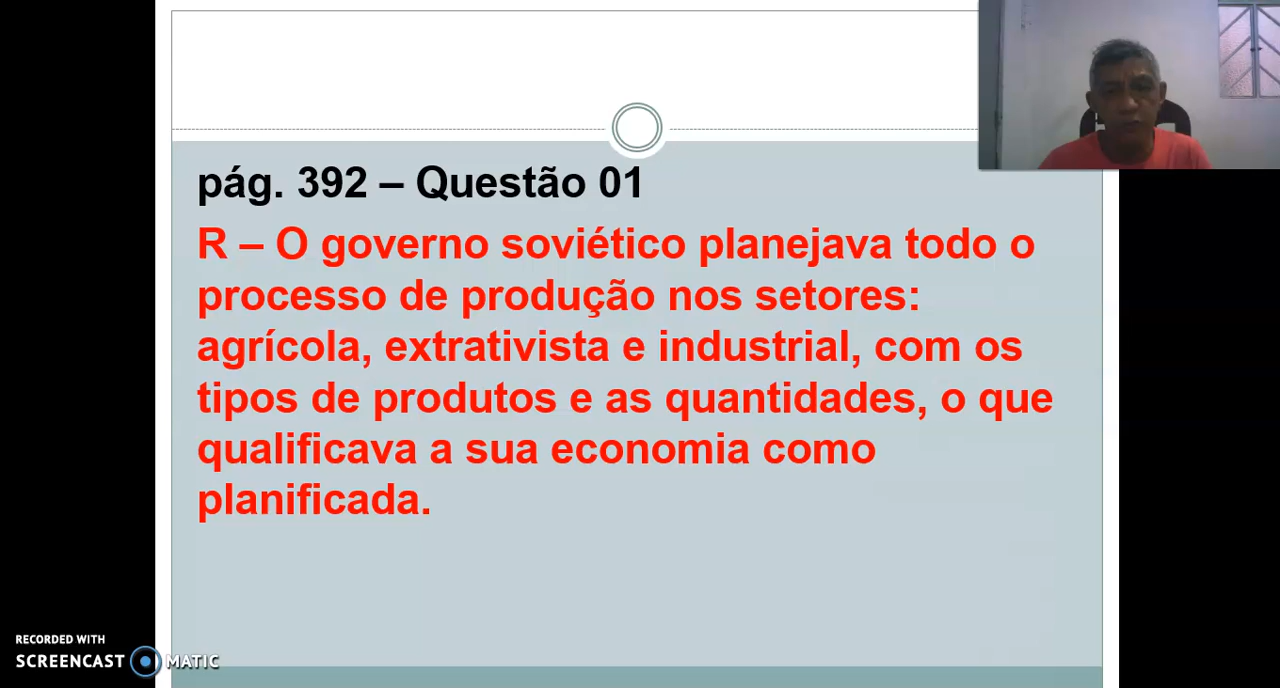 pág. 392 – Questão 01
R – O governo soviético planejava todo o
processo de produção nos setores:
agrícola, extrativista e industrial, com os
tipos de produtos e as quantidades, o que
qualificava a sua economia como
planificada.
RECORDED WITH
SCREENCAST MATIC